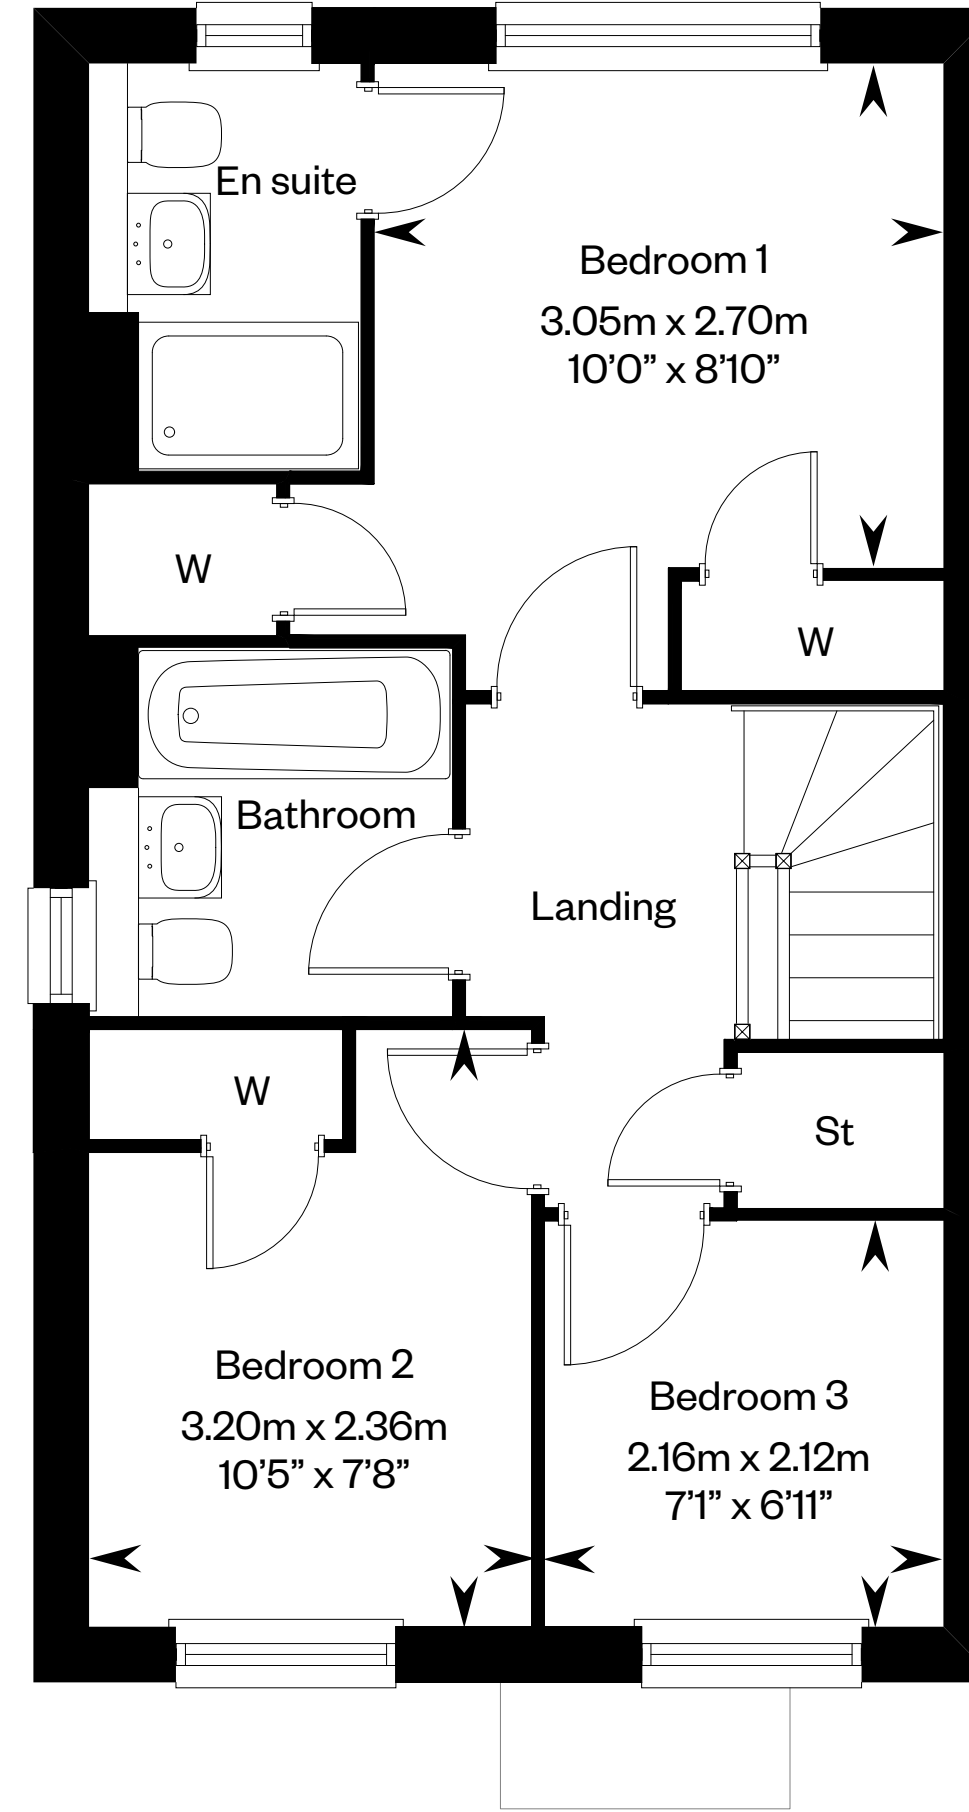 En suite
Bedroom 1
3.05m x 2.70m
10’0” x 8’10”
W
W
Bathroom
Landing
W
St
Bedroom 2
3.20m x 2.36m
10’5” x 7’8”
Bedroom 3
2.16m x 2.12m
7’1” x 6’11”